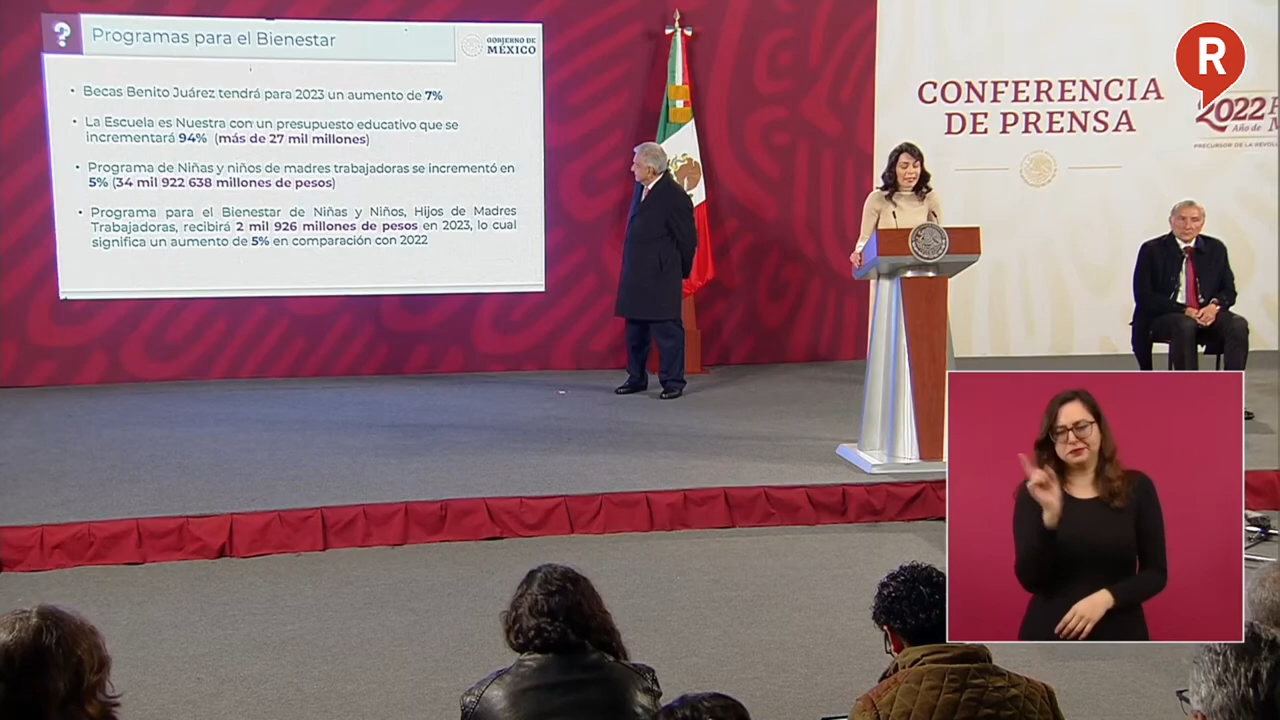 ?
Programas para el Bienestar
GOBIERNO DE
MÉXICO
• Becas Benito Juárez tendrá para 2023 un aumento de 7%
• La Escuela es Nuestra con un presupuesto educativo que se
incrementará 94% (más de 27 mil millones)
• Programa de Niñas y niños de madres trabajadoras se incrementó en
5% (34 mil 922 638 millones de pesos)
• Programa para el Bienestar de Niñas y Niños, Hijos de Madres
Trabajadoras, recibirá 2 mil 926 millones de pesos en 2023, lo cual
significa un aumento de 5% en comparación con 2022
R
CONFERENCIA
DE PRENSA
2022
Año de
PRECURSOR DE LA